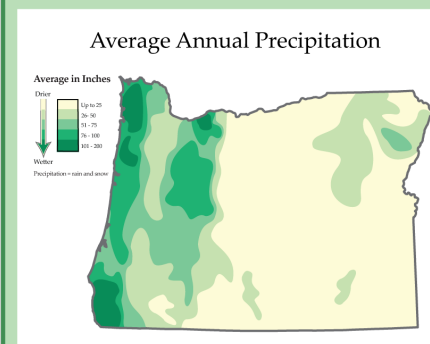 Average Annual Precipitation
Average in Inches
Drier
Up to 25
26- 50
51 - 75
76 - 100
101 - 200
Wetter
Precipitation = rain and snow